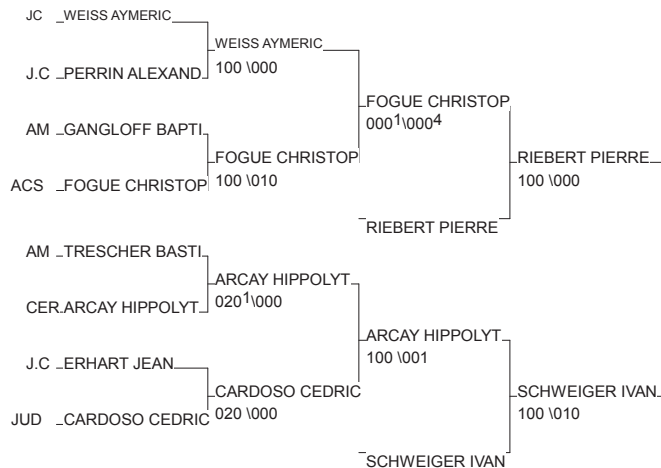 JC WEISS AYMERIC
WEISS AYMERIC
J.C PERRIN ALEXAND
100 \000
FOGUE CHRISTOP
000¹\000⁴
AM GANGLOFF BAPTI
FOGUE CHRISTOP
100 \010
RIEBERT PIERRE
100 \000
ACS FOGUE CHRISTOP
RIEBERT PIERRE
AM TRESCHER BASTI
ARCAY HIPPOLYT
020¹\000
CER ARCAY HIPPOLYT
ARCAY HIPPOLYT
100 \001
J.C ERHART JEAN
CARDOSO CEDRIC
020 \000
SCHWEIGER IVAN
100 \010
JUD CARDOSO CEDRIC
SCHWEIGER IVAN